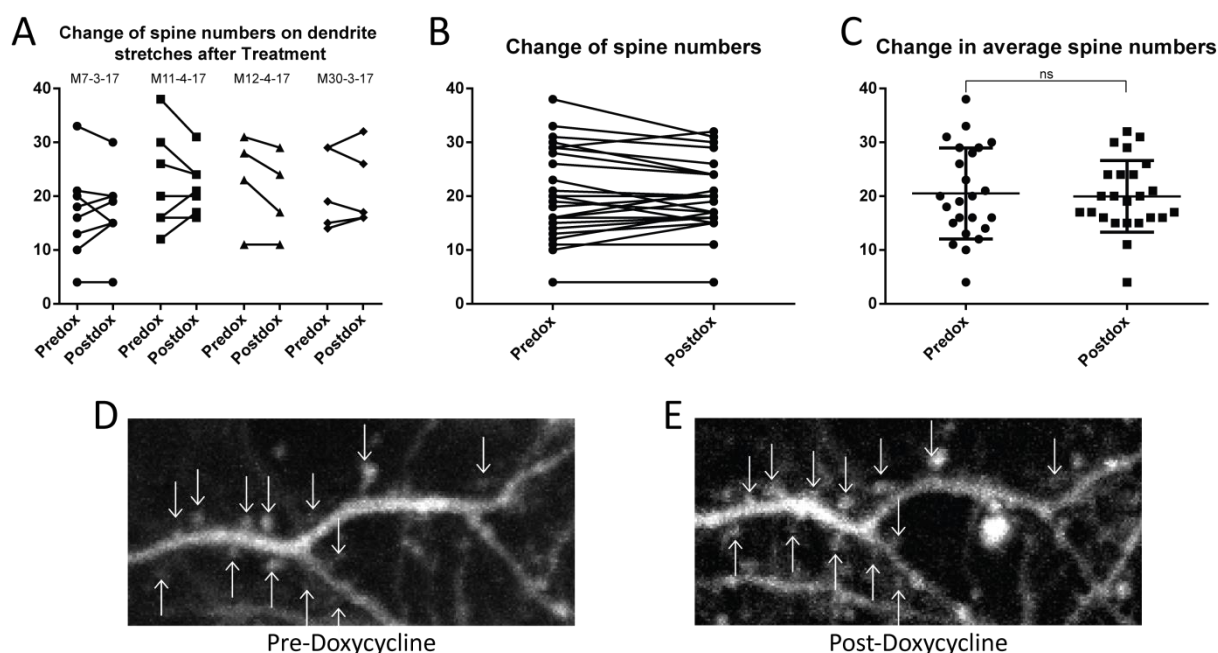 A
Change of spine numbers on dendrite
stretches after Treatment
M7-3-17 M11-4-17 M12-4-17 M30-3-17
40
30
20
10
0
Predox Postdox Predox Postdox Predox Postdox Predox Postdox
B
Change of spine numbers
40
30
20
10
0
Predox Postdox
C
Change in average spine numbers
ns
40
30
20
10
0
Predox Postdox
D
Pre-Doxycycline
E
Post-Doxycycline